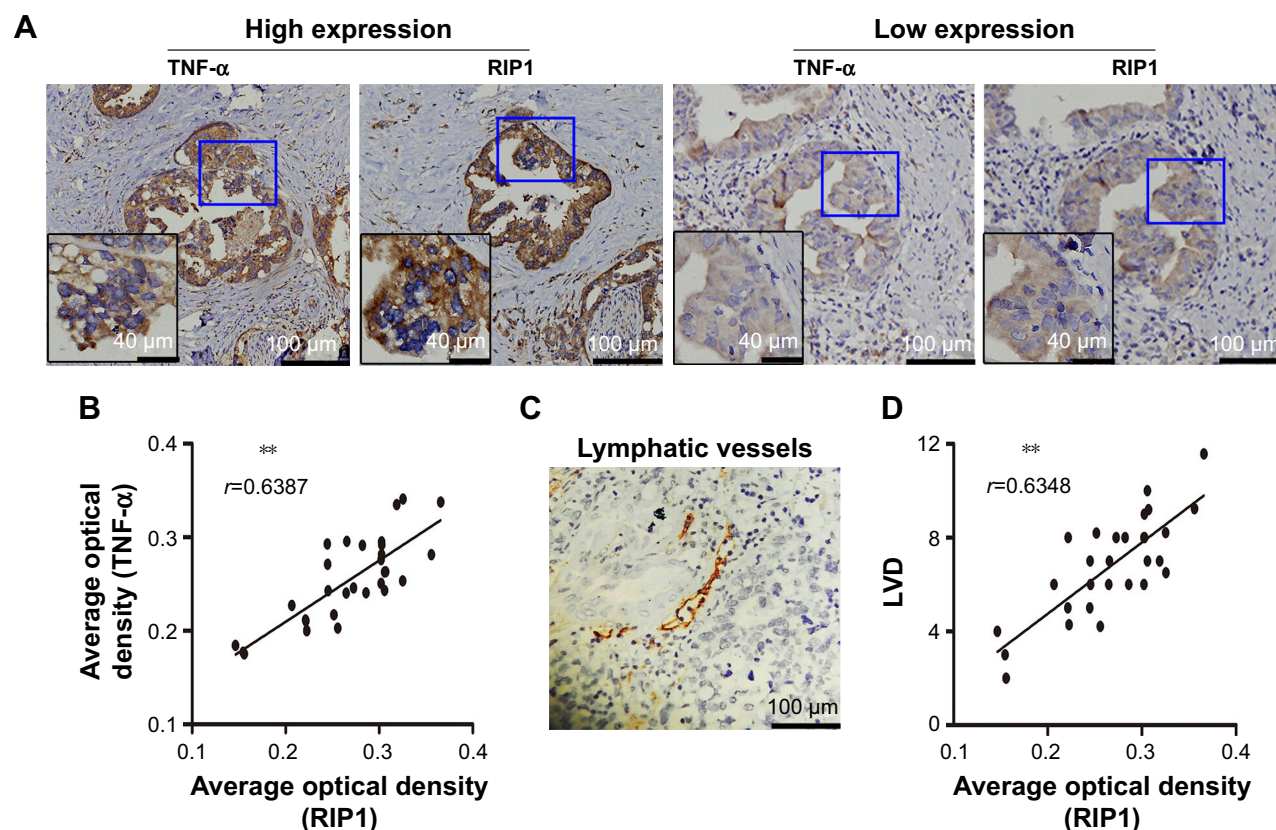 A
High expression
Low expression
TNF-α
RIP1
TNF-α
RIP1
40 µm
100 µm
40 µm
100 µm
40 µm
100 µm
40 µm
100 µm
B
0.4
0.3
0.2
0.1
0.1
0.2
0.3
0.4
**
r=0.6387
Average optical
density (TNF-α)
Average optical density
(RIP1)
C
Lymphatic vessels
100 µm
D
12
8
4
0
0.1
0.2
0.3
0.4
**
r=0.6348
LVD
Average optical density
(RIP1)